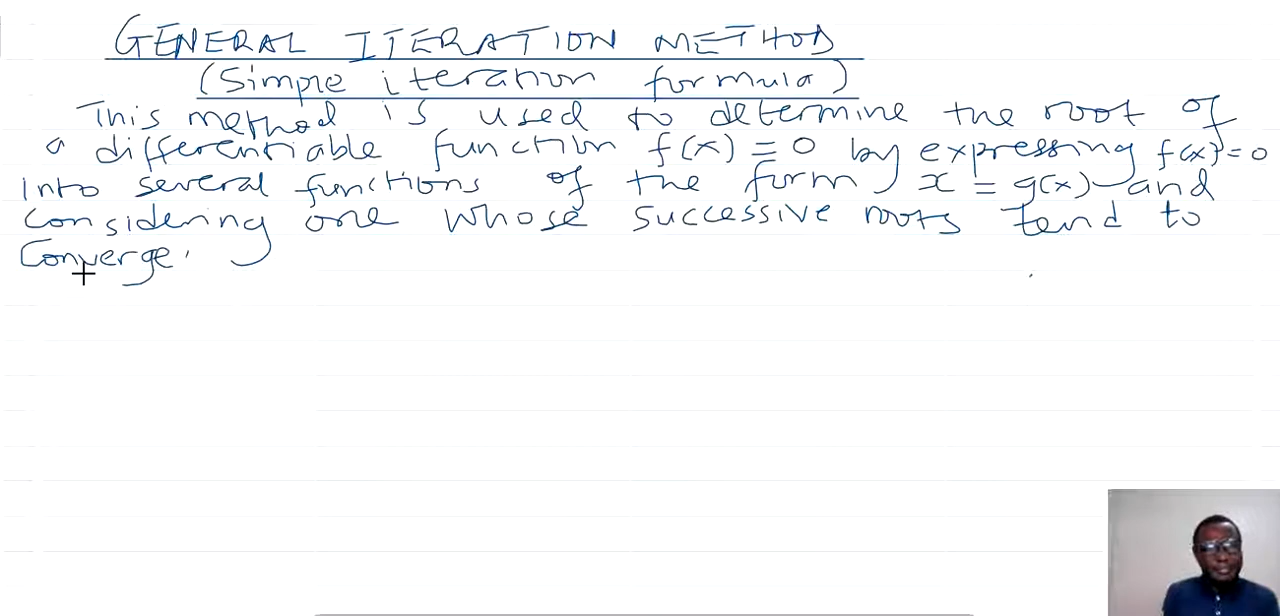 GENERAL ITERATION METHOD
(Simple iteration formula)
This method is used to determine the root of
a differentiable function f(x) = 0 by expressing f(x) = 0
into several functions of the form x = g(x) and
considering one whose successive roots tend to
Converge.